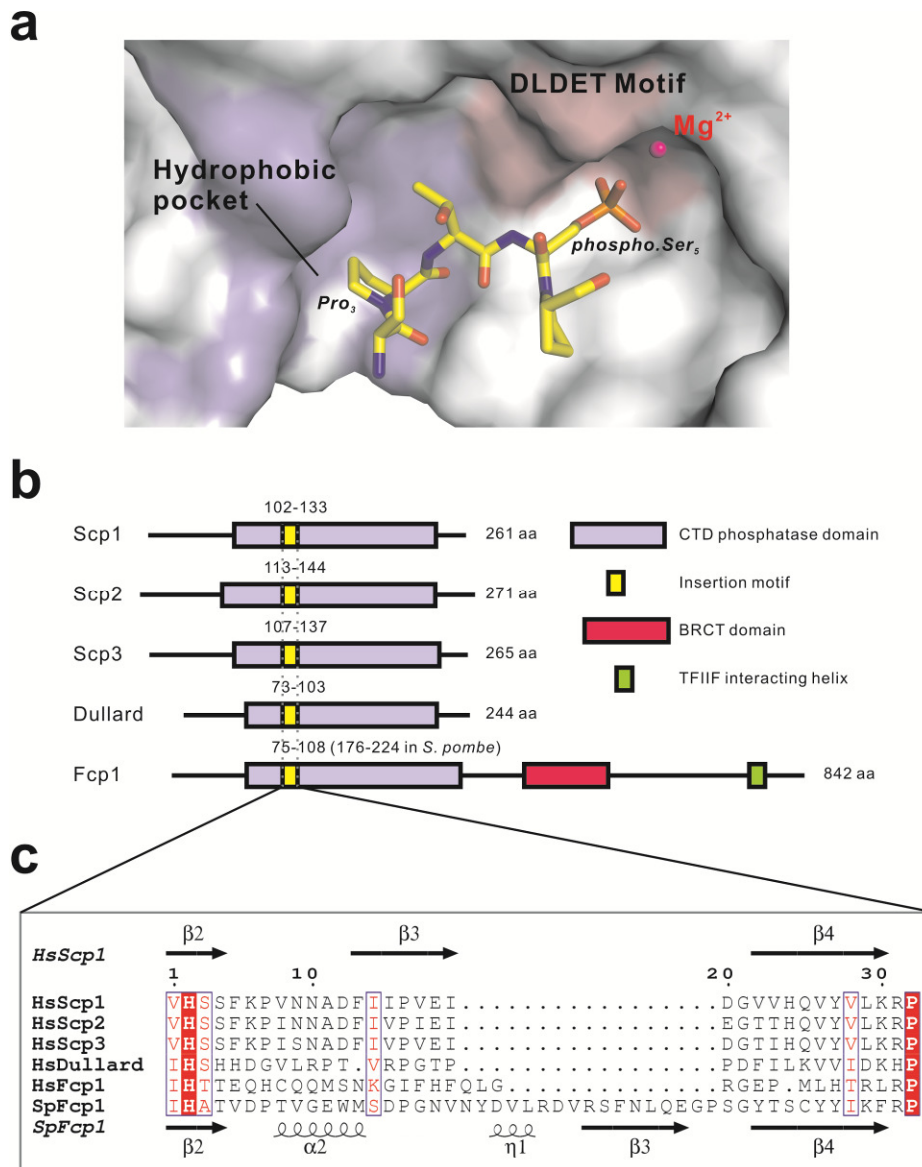 a
DLDET Motif
Mg2+
Hydrophobic
pocket
phospho.Ser5
Pro3
b
102-133
Scp1
261 aa
CTD phosphatase domain
113-144
Scp2
271 aa
Insertion motif
107-137
Scp3
265 aa
BRCT domain
73-103
Dullard
244 aa
TFIIF interacting helix
75-108 (176-224 in S. pombe)
Fcp1
842 aa
c
HsScp1 β2 β3 β4
1 10 20 30
HsScp1 VHSSFKPVNNADFIIPVEI..................DGVVHQVYVLKRP
HsScp2 VHSSFKPINNADFIVPIEI..................EGTTHQVYVLKRP
HsScp3 VHSSFKPISNADFIVPVEI..................EGTTHQVYVLKRP
HsDullard IHSHHDGVLRPT.VRPGTP..................PDFILKVVIDKHP
HsFcp1 IHTTEQHCQQMSNKGIFHFQLG...............RGEP.MLHTRLRP
SpFcp1 IHATVDPTVGEWMSDPGNVNYDVLRDVRSFNLQEGPSGYTSCYYIKFRP
SpFcp1 β2 α2 η1 β3 β4